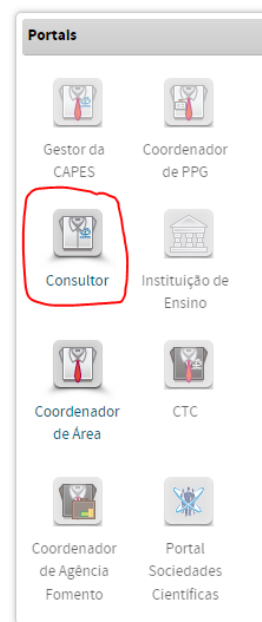 Portais
Gestor da
CAPES
Coordenador
de PPG
Consultor
Instituição de
Ensino
Coordenador
de Área
CTC
Coordenador
de Agência
Fomento
Portal
Sociedades
Científicas